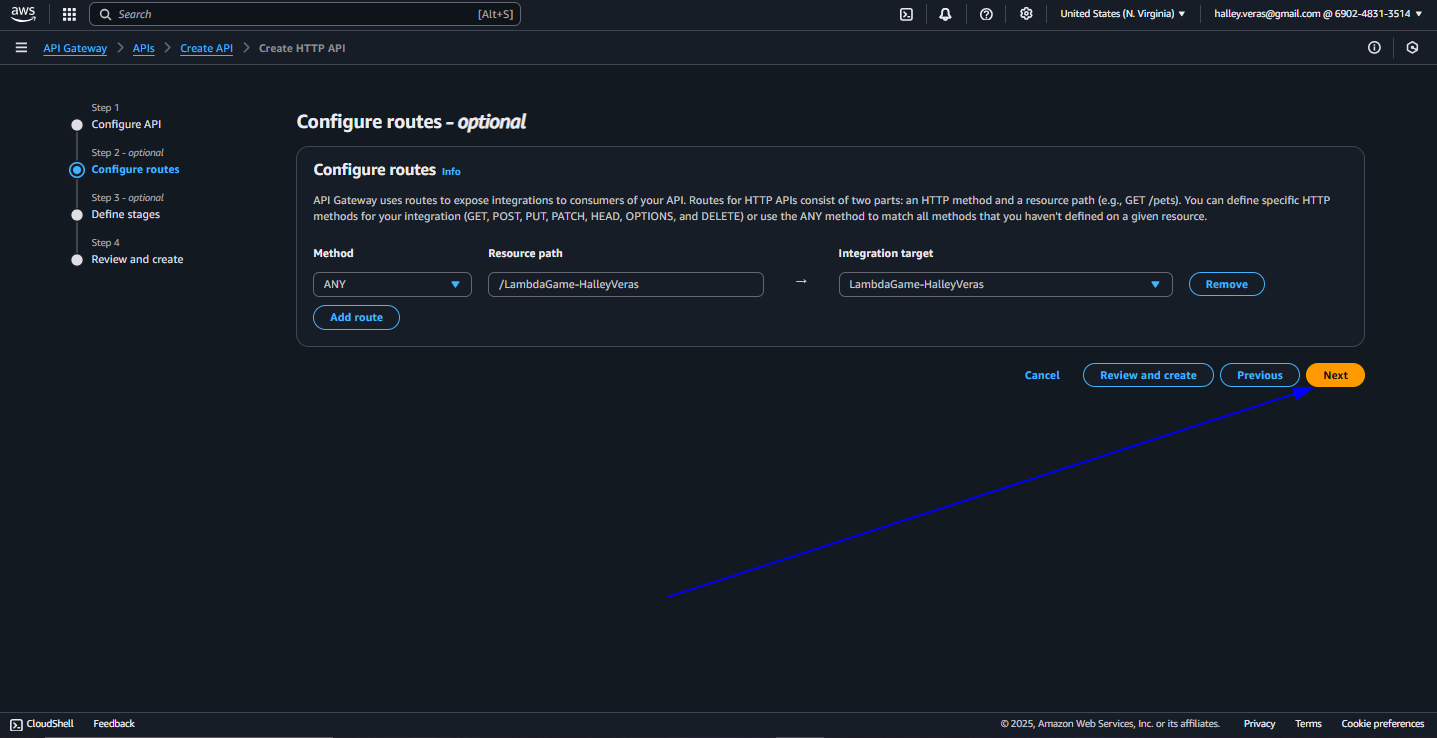 aws
Search [Alt+S]
United States (N. Virginia) ▼
halley.veras@gmail.com @ 6902-4831-3514 ▼
API Gateway > APIs > Create API > Create HTTP API
Step 1
Configure API
Step 2 - optional
Configure routes
Step 3 - optional
Define stages
Step 4
Review and create
Configure routes - optional
Configure routes Info
API Gateway uses routes to expose integrations to consumers of your API. Routes for HTTP APIs consist of two parts: an HTTP method and a resource path (e.g., GET /pets). You can define specific HTTP
methods for your integration (GET, POST, PUT, PATCH, HEAD, OPTIONS, and DELETE) or use the ANY method to match all methods that you haven't defined on a given resource.
Method Resource path Integration target
ANY ▼ /LambdaGame-HalleyVeras → LambdaGame-HalleyVeras ▼ Remove
Add route
Cancel Review and create Previous Next
CloudShell Feedback © 2025, Amazon Web Services, Inc. or its affiliates. Privacy Terms Cookie preferences